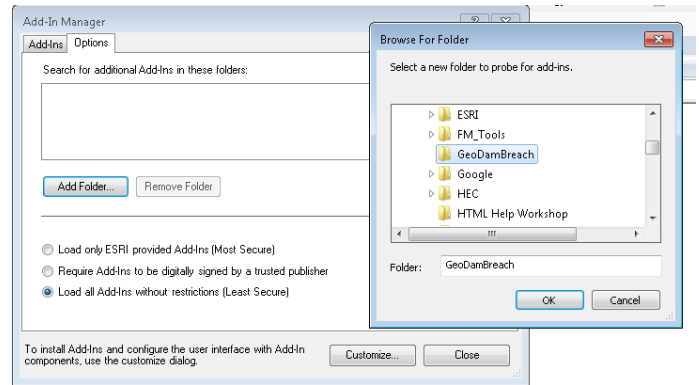 Add-In Manager
Add-Ins
Options
Search for additional Add-Ins in these folders:
Add Folder...
Remove Folder
Load only ESRI provided Add-Ins (Most Secure)
Require Add-Ins to be digitally signed by a trusted publisher
Load all Add-Ins without restrictions (Least Secure)
To install Add-Ins and configure the user interface with Add-In
components, use the customize dialog.
Customize...
Close
Browse For Folder
Select a new folder to probe for add-ins.
ESRI
FM_Tools
GeoDamBreach
Google
HEC
HTML Help Workshop
Folder:
GeoDamBreach
OK
Cancel